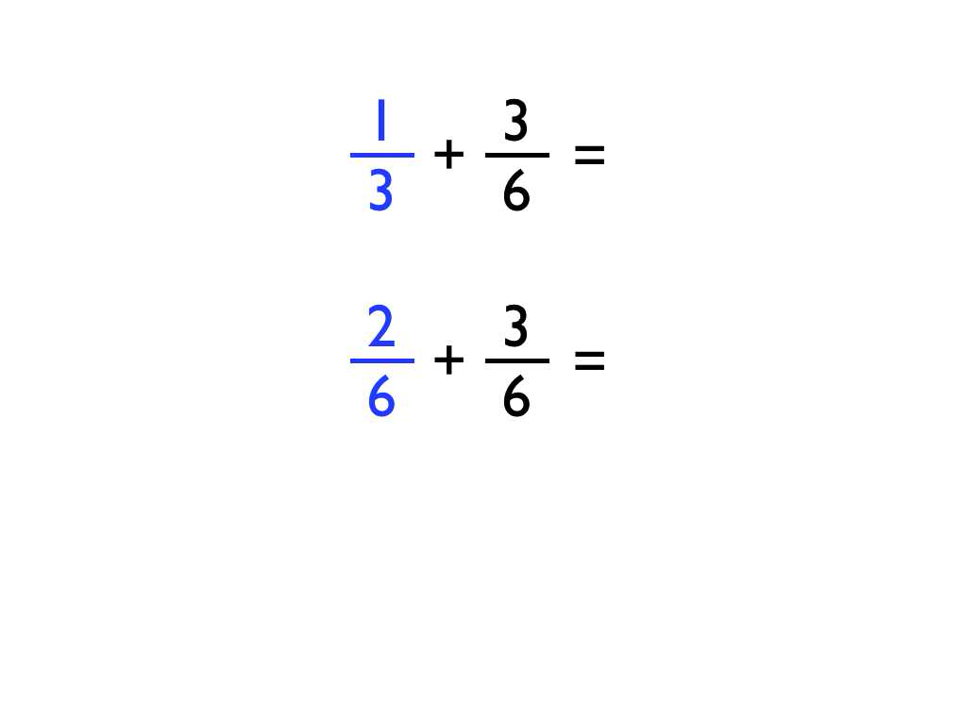 1/3 + 3/6 =
2/6 + 3/6 =